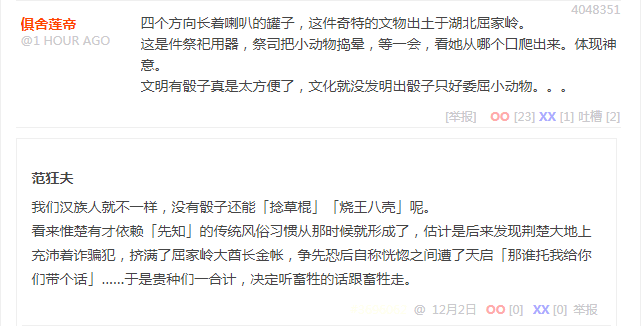 4048351
俱舍莲帝
@1 HOUR AGO
四个方向长着喇叭的罐子，这件奇特的文物出土于湖北屈家岭。
这是件祭祀用器，祭司把小动物捣晕，等一会，看她从哪个口爬出来。体现神
意。
文明有骰子真是太方便了，文化就没发明出骰子只好委屈小动物。。。
[举报] OO [23] XX [1] 吐槽 [2]
范狂夫
我们汉族人就不一样，没有骰子还能「捻草棍」「烧王八壳」呢。
看来惟楚有才依赖「先知」的传统风俗习惯从那时候就形成了，估计是后来发现荆楚大地上
充沛着诈骗犯，挤满了屈家岭大酋长金帐，争先恐后自称恍惚之间遭了天启「那谁托我给你
们带个话」……于是贵种们一合计，决定听畜牲的话跟畜牲走。
@ 12月2日 OO [0] XX [0] 举报